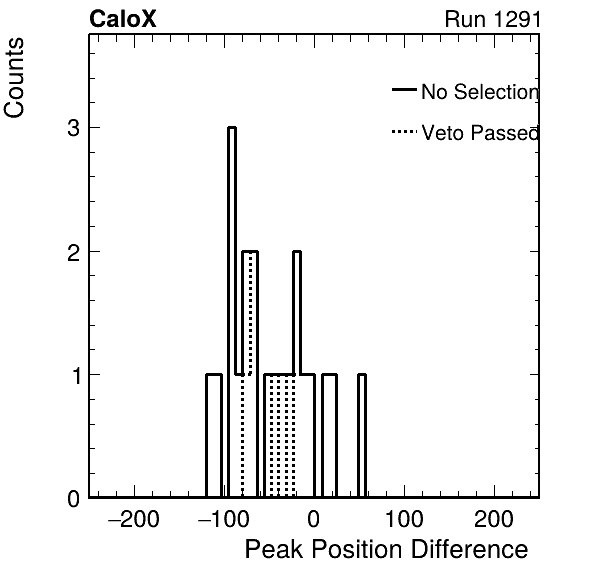 CaloX Run 1291
Counts
No Selection
Veto Passed
3
2
1
0
−200 −100 0 100 200
Peak Position Difference